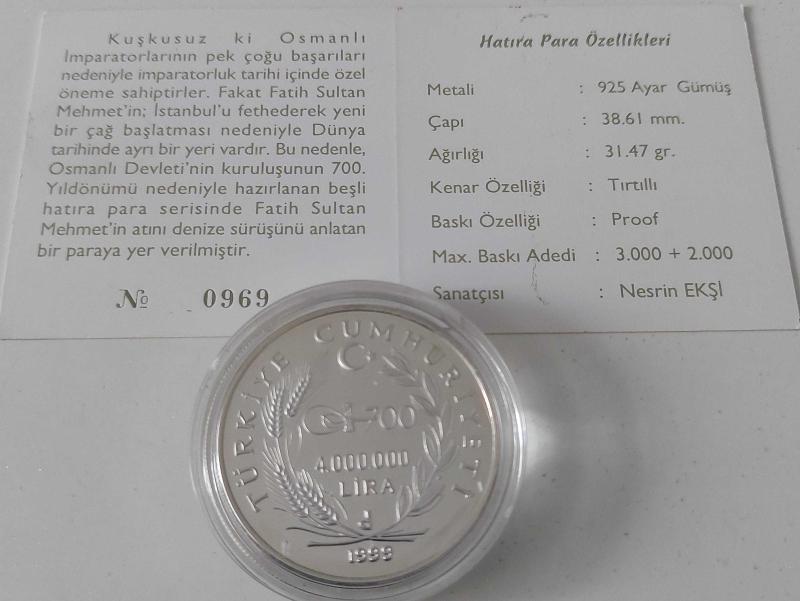 Kuşkusuz ki Osmanlı
İmparatorlarının pek çoğu başarıları
nedeniyle imparatorluk tarihi içinde özel
öneme sahiptirler. Fakat Fatih Sultan
Mehmet'in; İstanbul'u fethederek yeni
bir çağ başlatması nedeniyle Dünya
tarihinde ayrı bir yeri vardır. Bu nedenle,
Osmanlı Devleti'nin kuruluşunun 700.
Yıldönümü nedeniyle hazırlanan beşli
hatıra para serisinde Fatih Sultan
Mehmet'in atını denize sürüşünü anlatan
bir paraya yer verilmiştir.
№ 0969
Hatıra Para Özellikleri
Metali : 925 Ayar Gümüş
Çapı : 38.61 mm.
Ağırlığı : 31.47 gr.
Kenar Özelliği : Tırtıllı
Baskı Özelliği : Proof
Max. Baskı Adedi : 3.000 + 2.000
Sanatçısı : Nesrin EKŞİ
TÜRKİYE CUMHURİYETİ
700
4.000.000
LİRA
1999